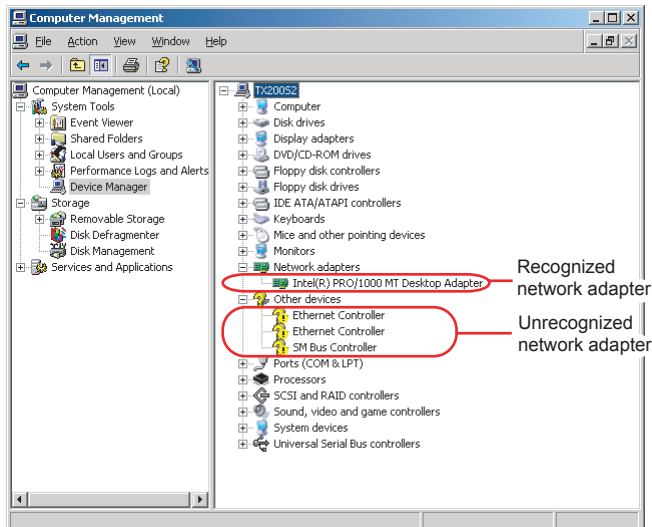 Computer Management
File Action View Window Help
Computer Management (Local)
System Tools
Event Viewer
Shared Folders
Local Users and Groups
Performance Logs and Alerts
Device Manager
Storage
Removable Storage
Disk Defragmenter
Disk Management
Services and Applications
TX200S2
Computer
Disk drives
Display adapters
DVD/CD-ROM drives
Floppy disk controllers
Floppy disk drives
IDE ATA/ATAPI controllers
Keyboards
Mice and other pointing devices
Monitors
Network adapters
Intel(R) PRO/1000 MT Desktop Adapter
Other devices
Ethernet Controller
Ethernet Controller
SM Bus Controller
Ports (COM & LPT)
Processors
SCSI and RAID controllers
Sound, video and game controllers
System devices
Universal Serial Bus controllers
Recognized
network adapter
Unrecognized
network adapter